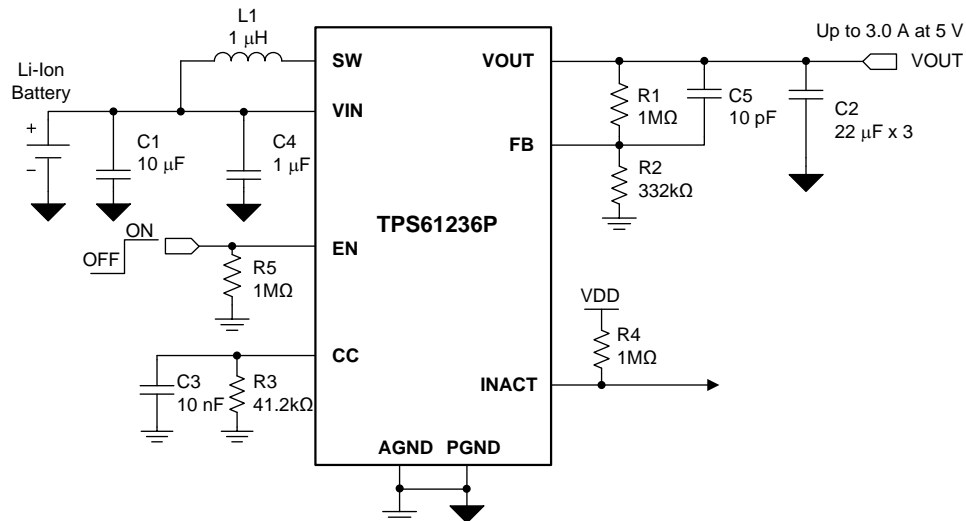 L1
1 μH
Li-Ion
Battery
+
−
C1
10 μF
C4
1 μF
SW
VIN
OFF
ON
EN
R5
1MΩ
CC
C3
10 nF
R3
41.2kΩ
TPS61236P
AGND
PGND
VOUT
FB
INACT
Up to 3.0 A at 5 V
VOUT
R1
1MΩ
C5
10 pF
C2
22 μF x 3
R2
332kΩ
VDD
R4
1MΩ